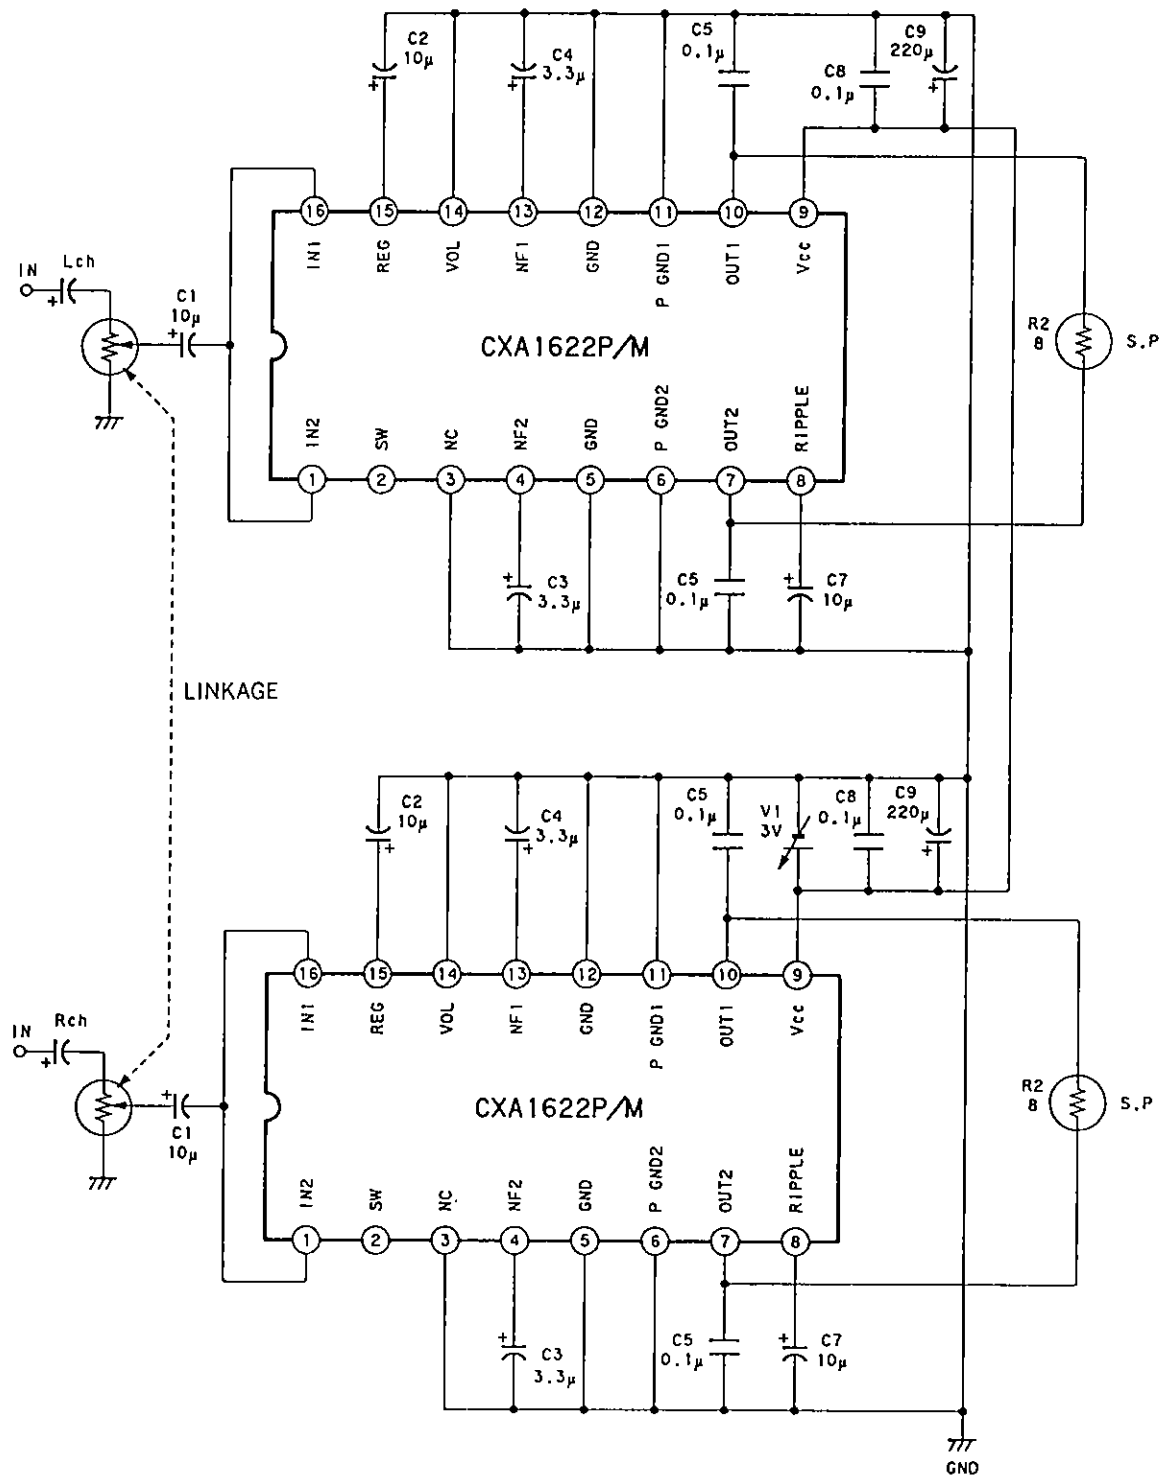 C2
10μ
C4
3.3μ
C5
0.1μ
C8
0.1μ
C9
220μ
16 15 14 13 12 11 10 9
IN1 REG VOL NF1 GND P GND1 OUT1 Vcc
IN
Lch
C1
10μ
CXA1622P/M
R2
8
S.P
IN2 SW NC NF2 GND P GND2 OUT2 RIPPLE
1 2 3 4 5 6 7 8
C3
3.3μ
C5
0.1μ
C7
10μ
LINKAGE
C2
10μ
C4
3.3μ
C5
0.1μ
V1
3V
C8
0.1μ
C9
220μ
16 15 14 13 12 11 10 9
IN1 REG VOL NF1 GND P GND1 OUT1 Vcc
IN
Rch
C1
10μ
CXA1622P/M
R2
8
S.P
IN2 SW NC NF2 GND P GND2 OUT2 RIPPLE
1 2 3 4 5 6 7 8
C3
3.3μ
C5
0.1μ
C7
10μ
GND